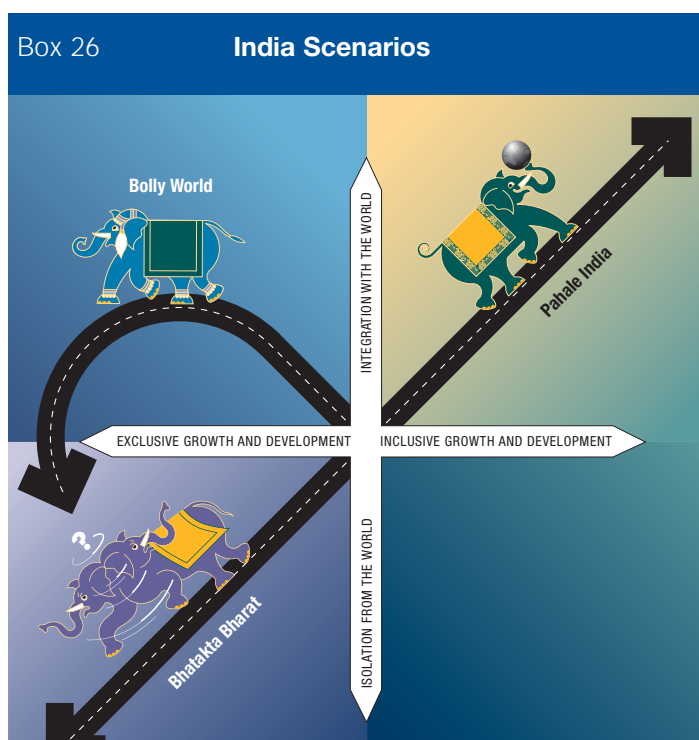 Box 26
India Scenarios
Bolly World
Pahale India
INTEGRATION WITH THE WORLD
EXCLUSIVE GROWTH AND DEVELOPMENT
INCLUSIVE GROWTH AND DEVELOPMENT
?
Bhatakta Bharat
ISOLATION FROM THE WORLD